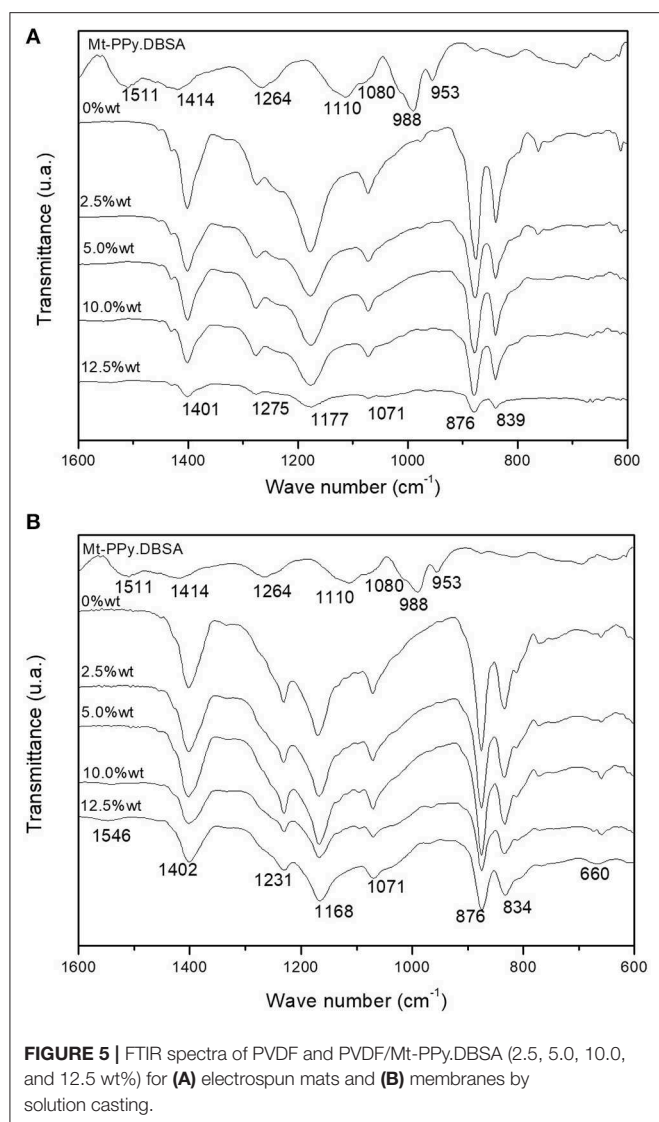 A
Mt-PPy.DBSA
1511
1414
1264
1110
1080
988
953
0%wt
2.5%wt
5.0%wt
10.0%wt
12.5%wt
1401
1275
1177
1071
876
839
Transmittance (u.a.)
1600 1400 1200 1000 800 600
Wave number (cm⁻¹)
B
Mt-PPy.DBSA
1511
1414
1264
1110
1080
988
953
0%wt
2.5%wt
5.0%wt
10.0%wt
12.5%wt
1546
1402
1231
1168
1071
876
834
660
Transmittance (u.a.)
1600 1400 1200 1000 800 600
Wave number (cm⁻¹)
FIGURE 5 | FTIR spectra of PVDF and PVDF/Mt-PPy.DBSA (2.5, 5.0, 10.0,
and 12.5 wt%) for (A) electrospun mats and (B) membranes by
solution casting.